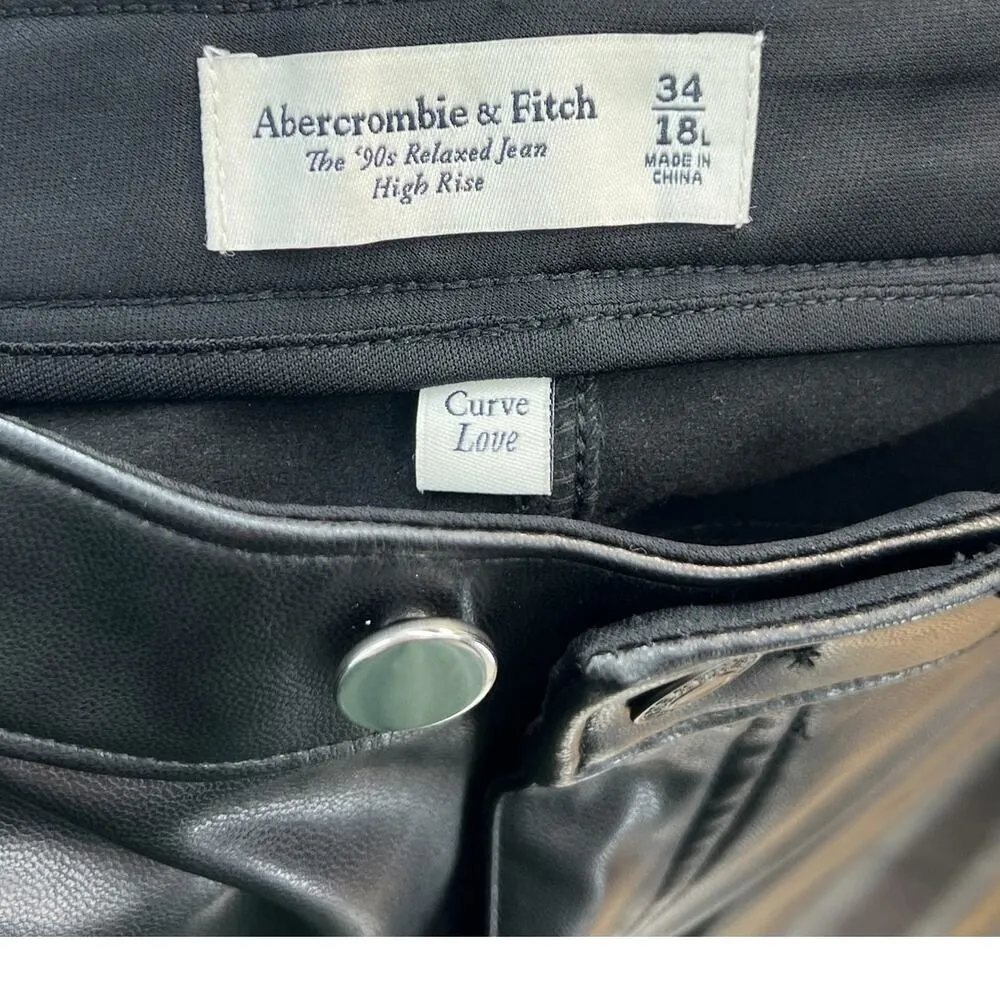 Abercrombie & Fitch
The ‘90s Relaxed Jean
High Rise
34
18L
MADE IN
CHINA
Curve
Love